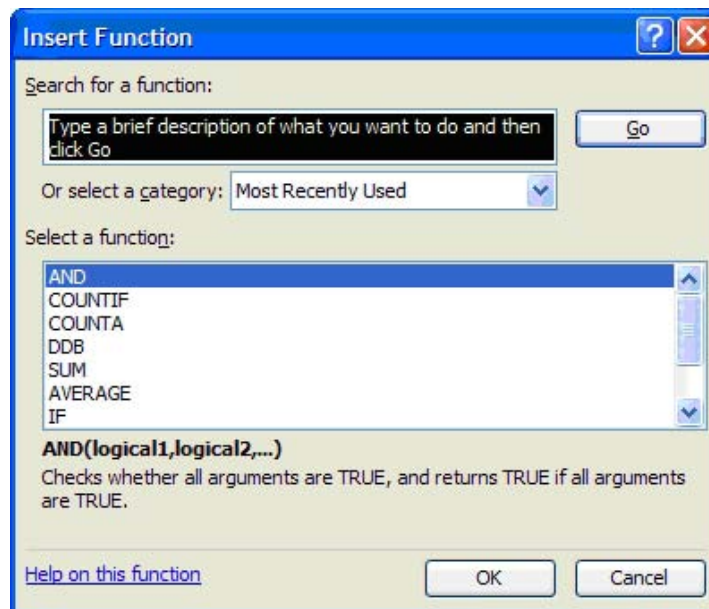 Insert Function
Search for a function:
Type a brief description of what you want to do and then
click Go
Go
Or select a category: Most Recently Used
Select a function:
AND
COUNTIF
COUNTA
DDB
SUM
AVERAGE
IF
AND(logical1,logical2,...)
Checks whether all arguments are TRUE, and returns TRUE if all arguments
are TRUE.
Help on this function
OK
Cancel